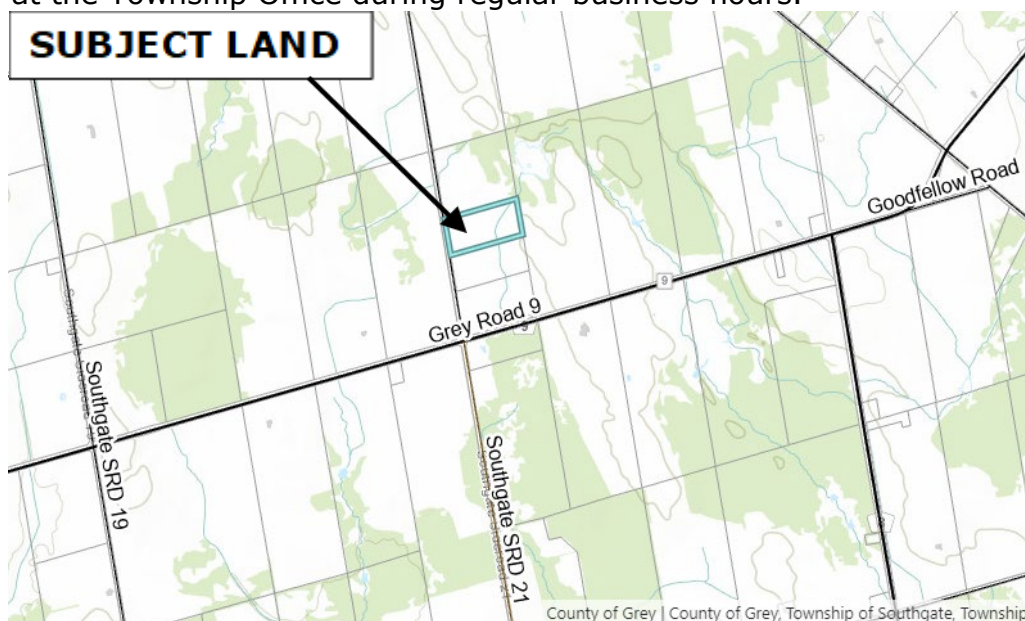 at the Township Office during regular business hours.
SUBJECT LAND
Goodfellow Road
9
Grey Road 9
9
Southgate SRD 19
Southgate SRD 21
County of Grey | County of Grey, Township of Southgate, Township